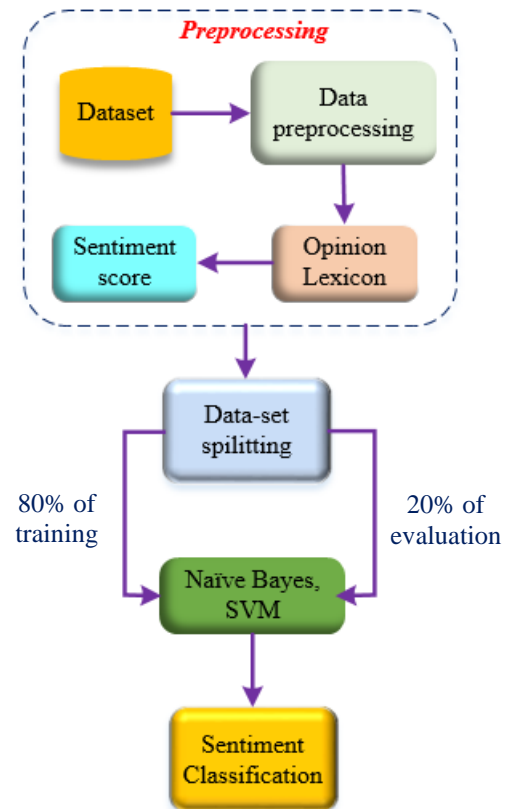 Preprocessing
Dataset
Data
preprocessing
Sentiment
score
Opinion
Lexicon
Data-set
spilitting
80% of
training
20% of
evaluation
Naïve Bayes,
SVM
Sentiment
Classification